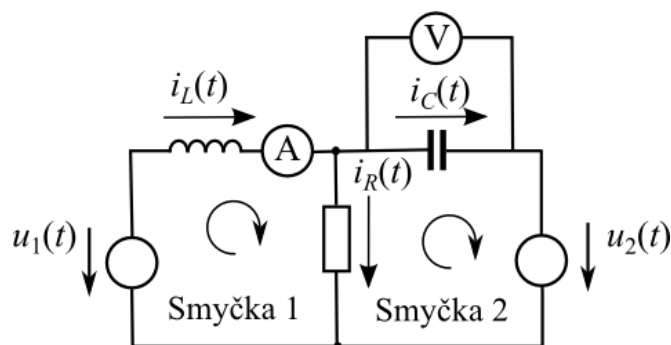 V
i_L(t)
i_C(t)
A
i_R(t)
u_1(t)
u_2(t)
Smyčka 1
Smyčka 2